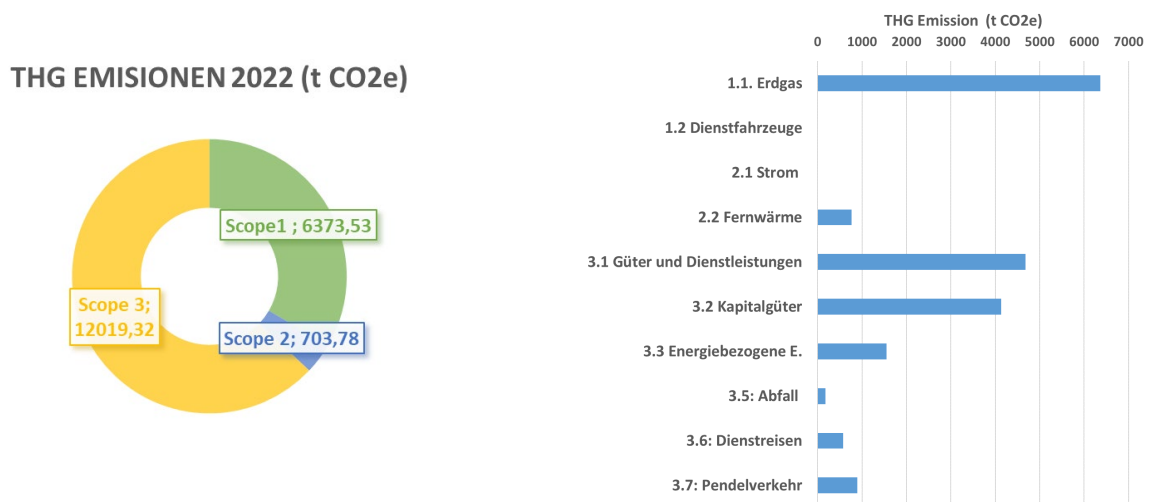 THG EMISIONEN 2022 (t CO2e)
Scope1 ; 6373,53
Scope 3;
12019,32
Scope 2; 703,78
THG Emission (t CO2e)
0 1000 2000 3000 4000 5000 6000 7000
1.1. Erdgas
1.2 Dienstfahrzeuge
2.1 Strom
2.2 Fernwärme
3.1 Güter und Dienstleistungen
3.2 Kapitalgüter
3.3 Energiebezogene E.
3.5: Abfall
3.6: Dienstreisen
3.7: Pendelverkehr